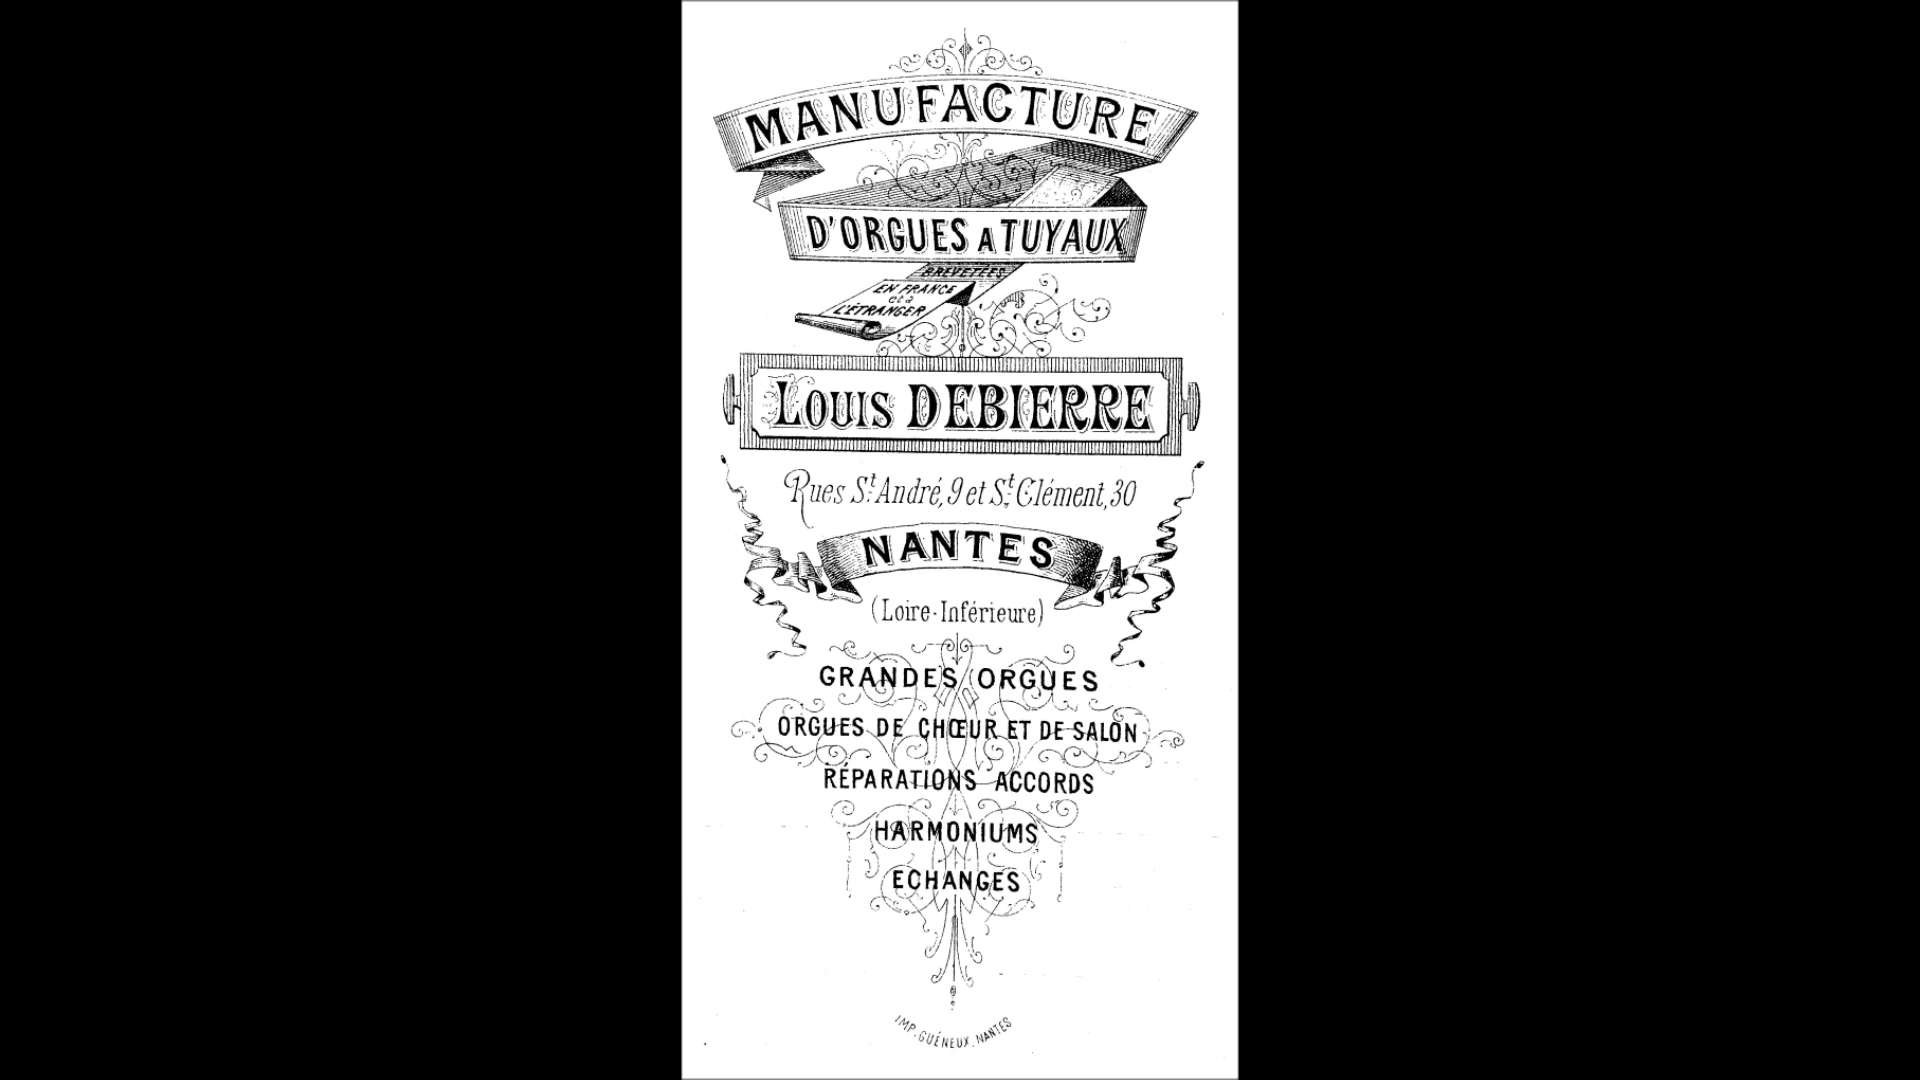 MANUFACTURE
D'ORGUES A TUYAUX
BREVETÉES
EN FRANCE
et à
L'ÉTRANGER
LOUIS DEBIERRE
Rues St. André, 9 et St. Clément, 30
NANTES
(Loire-Inférieure)
GRANDES ORGUES
ORGUES DE CHŒUR ET DE SALON
RÉPARATIONS ACCORDS
HARMONIUMS
ECHANGES
IMP. GUÉNEUX. NANTES